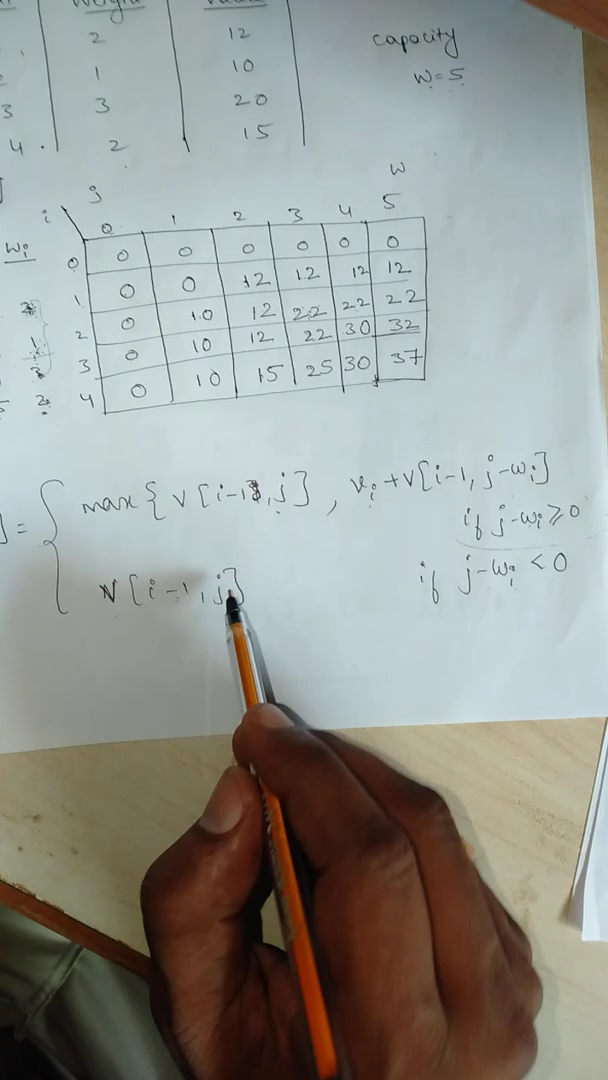 Weight Value
2 12
1 10
3 3 20
4. 2 15
capacity
W=5
j W
i 0 1 2 3 4 5
wi
0 0 0 0 0 0 0
1 0 0 12 12 12 12
2 0 10 12 22 22 22
3 0 10 12 22 30 32
4 0 10 15 25 30 37
] = { max { V [i-1, j] , vi + V[i-1, j-wi]
if j-wi ≥ 0
V [i-1, j] if j-wi < 0